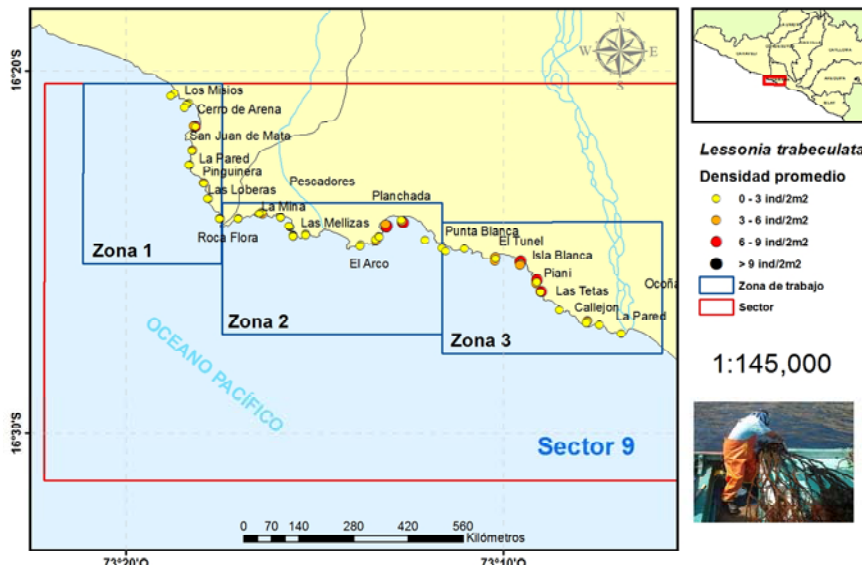 N
W E
S
16°20'S
16°30'S
Los Misios
Cerro de Arena
San Juan de Mata
La Pared
Pinguinera
Las Loberas
Pescadores
La Mina
Planchada
Las Mellizas
Roca Flora
El Arco
Punta Blanca
El Tunel
Isla Blanca
Piani
Ocoña
Las Tetas
Callejon
La Pared
Zona 1
Zona 2
Zona 3
OCEANO PACÍFICO
Sector 9
0 70 140 280 420 560
Kilómetros
73°20'O
73°10'O
Lessonia trabeculata
Densidad promedio
0 - 3 ind/2m2
3 - 6 ind/2m2
6 - 9 ind/2m2
> 9 ind/2m2
Zona de trabajo
Sector
1:145,000